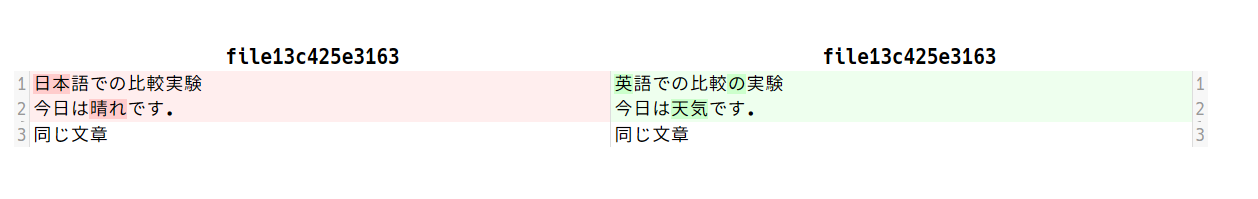 file13c425e3163 file13c425e3163
1 日本語での比較実験 英語での比較の実験 1
2 今日は晴れです. 今日は天気です. 2
3 同じ文章 同じ文章 3